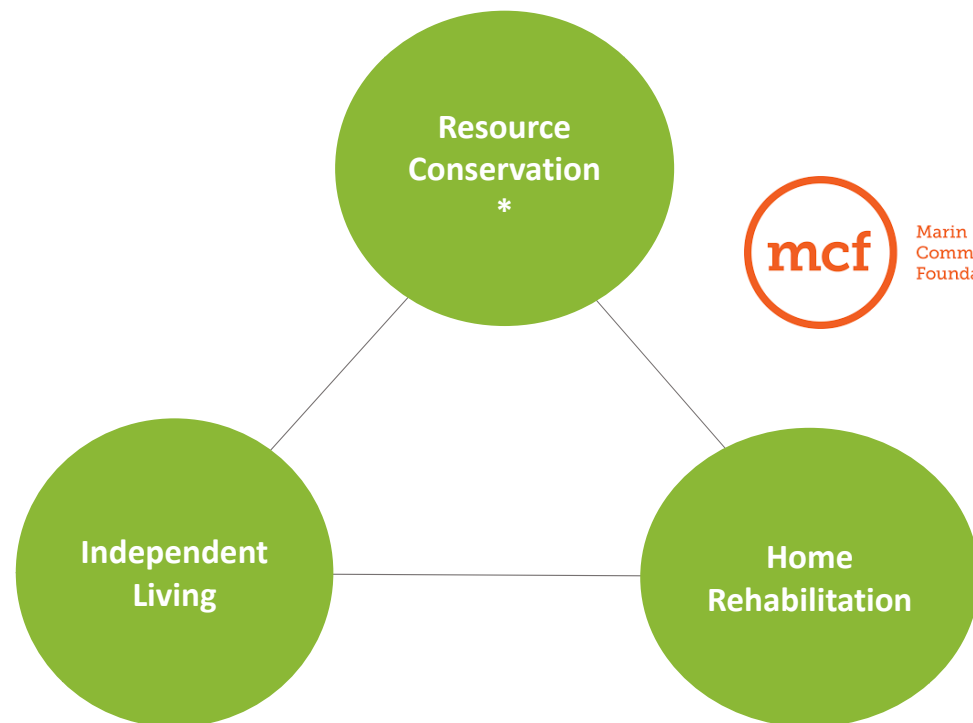 Resource
Conservation
*
mcf
Marin
Independent
Living
Home
Rehabilitation